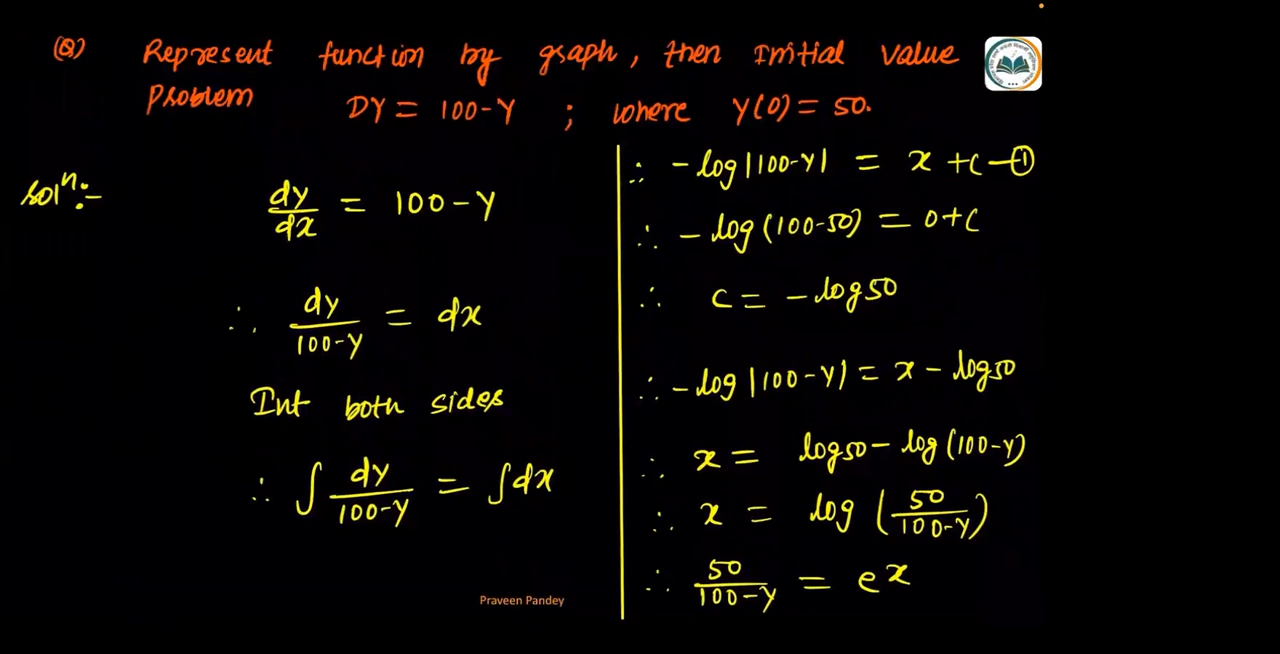 (Q) Represent function by graph, then Initial value
Problem DY = 100-Y ; where Y(0) = 50.
Solⁿ:- dy/dx = 100-Y
∴ dy/(100-Y) = dx
Int both sides
∴ ∫ dy/(100-Y) = ∫dx
∴ -log|100-Y| = x + c —①
∴ -log(100-50) = 0+c
∴ c = -log50
∴ -log|100-Y| = x - log50
∴ x = log50 - log(100-Y)
∴ x = log (50/(100-Y))
∴ 50/(100-Y) = e^x
Praveen Pandey